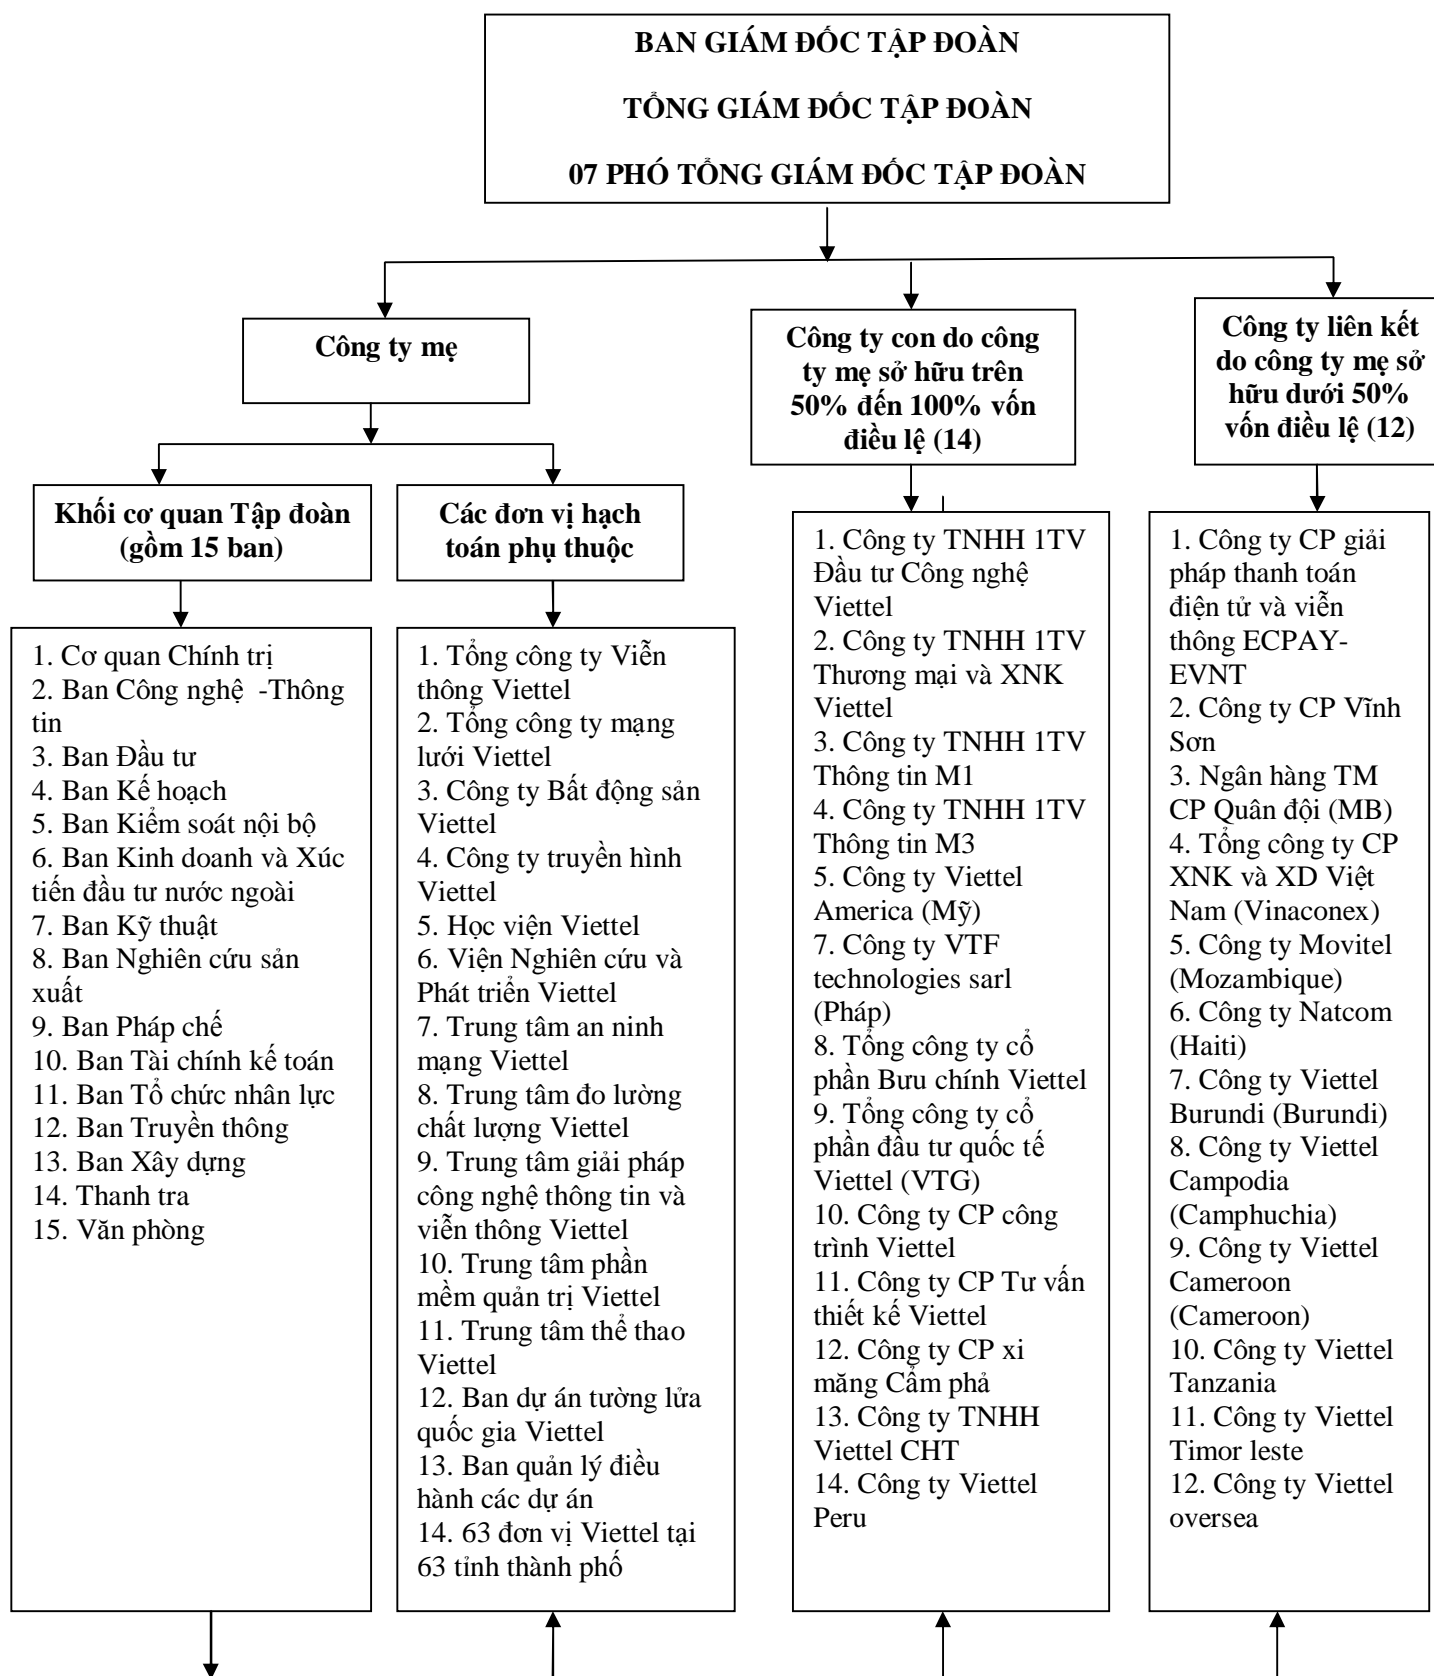 BAN GIÁM ĐỐC TẬP ĐOÀN
TỔNG GIÁM ĐỐC TẬP ĐOÀN
07 PHÓ TỔNG GIÁM ĐỐC TẬP ĐOÀN
Công ty mẹ
Công ty con do công
ty mẹ sở hữu trên
50% đến 100% vốn
điều lệ (14)
Công ty liên kết
do công ty mẹ sở
hữu dưới 50%
vốn điều lệ (12)
Khối cơ quan Tập đoàn
(gồm 15 ban)
Các đơn vị hạch
toán phụ thuộc
1. Cơ quan Chính trị
2. Ban Công nghệ -Thông
tin
3. Ban Đầu tư
4. Ban Kế hoạch
5. Ban Kiểm soát nội bộ
6. Ban Kinh doanh và Xúc
tiến đầu tư nước ngoài
7. Ban Kỹ thuật
8. Ban Nghiên cứu sản
xuất
9. Ban Pháp chế
10. Ban Tài chính kế toán
11. Ban Tổ chức nhân lực
12. Ban Truyền thông
13. Ban Xây dựng
14. Thanh tra
15. Văn phòng
1. Tổng công ty Viễn
thông Viettel
2. Tổng công ty mạng
lưới Viettel
3. Công ty Bất động sản
Viettel
4. Công ty truyền hình
Viettel
5. Học viện Viettel
6. Viện Nghiên cứu và
Phát triển Viettel
7. Trung tâm an ninh
mạng Viettel
8. Trung tâm đo lường
chất lượng Viettel
9. Trung tâm giải pháp
công nghệ thông tin và
viễn thông Viettel
10. Trung tâm phần
mềm quản trị Viettel
11. Trung tâm thể thao
Viettel
12. Ban dự án tường lửa
quốc gia Viettel
13. Ban quản lý điều
hành các dự án
14. 63 đơn vị Viettel tại
63 tỉnh thành phố
1. Công ty TNHH 1TV
Đầu tư Công nghệ
Viettel
2. Công ty TNHH 1TV
Thương mại và XNK
Viettel
3. Công ty TNHH 1TV
Thông tin M1
4. Công ty TNHH 1TV
Thông tin M3
5. Công ty Viettel
America (Mỹ)
7. Công ty VTF
technologies sarl
(Pháp)
8. Tổng công ty cổ
phần Bưu chính Viettel
9. Tổng công ty cổ
phần đầu tư quốc tế
Viettel (VTG)
10. Công ty CP công
trình Viettel
11. Công ty CP Tư vấn
thiết kế Viettel
12. Công ty CP xi
măng Cẩm phả
13. Công ty TNHH
Viettel CHT
14. Công ty Viettel
Peru
1. Công ty CP giải
pháp thanh toán
điện tử và viễn
thông ECPAY-
EVNT
2. Công ty CP Vĩnh
Sơn
3. Ngân hàng TM
CP Quân đội (MB)
4. Tổng công ty CP
XNK và XD Việt
Nam (Vinaconex)
5. Công ty Movitel
(Mozambique)
6. Công ty Natcom
(Haiti)
7. Công ty Viettel
Burundi (Burundi)
8. Công ty Viettel
Campodia
(Camphuchia)
9. Công ty Viettel
Cameroon
(Cameroon)
10. Công ty Viettel
Tanzania
11. Công ty Viettel
Timor leste
12. Công ty Viettel
oversea